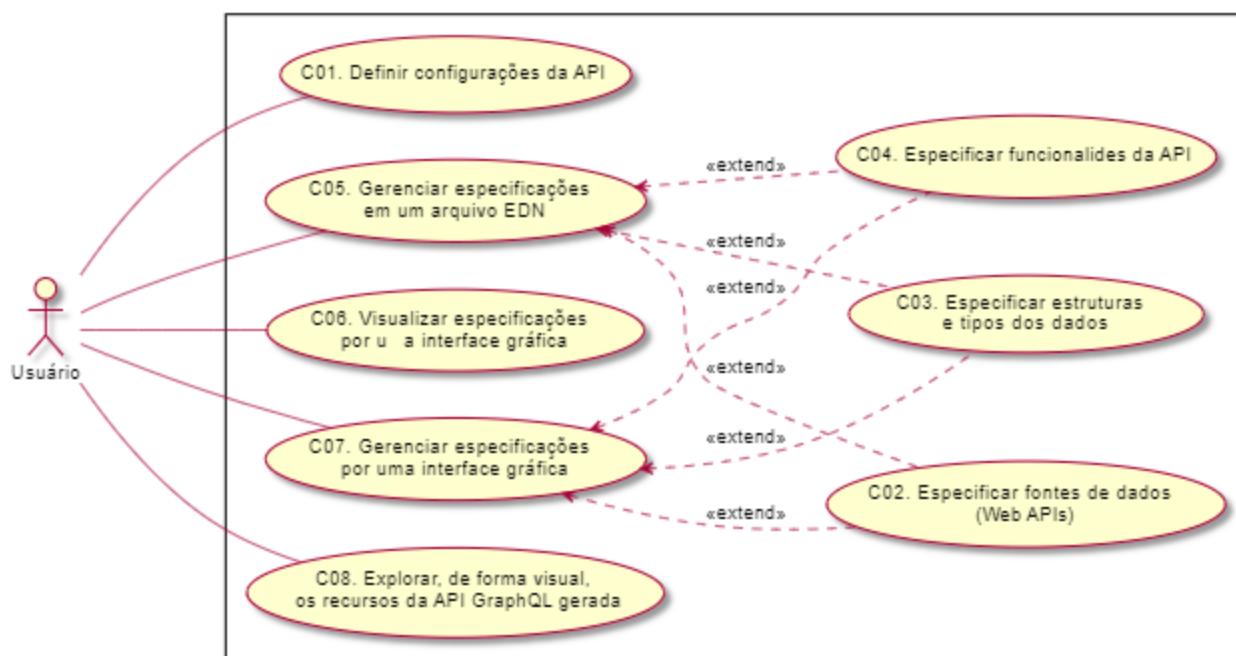 C01. Definir configurações da API
C04. Especificar funcionalides da API
«extend»
C05. Gerenciar especificações
em um arquivo EDN
«extend»
«extend»
C03. Especificar estruturas
e tipos dos dados
Usuário
C06. Visualizar especificações
por u a interface gráfica
«extend»
«extend»
C07. Gerenciar especificações
por uma interface gráfica
C02. Especificar fontes de dados
(Web APIs)
«extend»
C08. Explorar, de forma visual,
os recursos da API GraphQL gerada